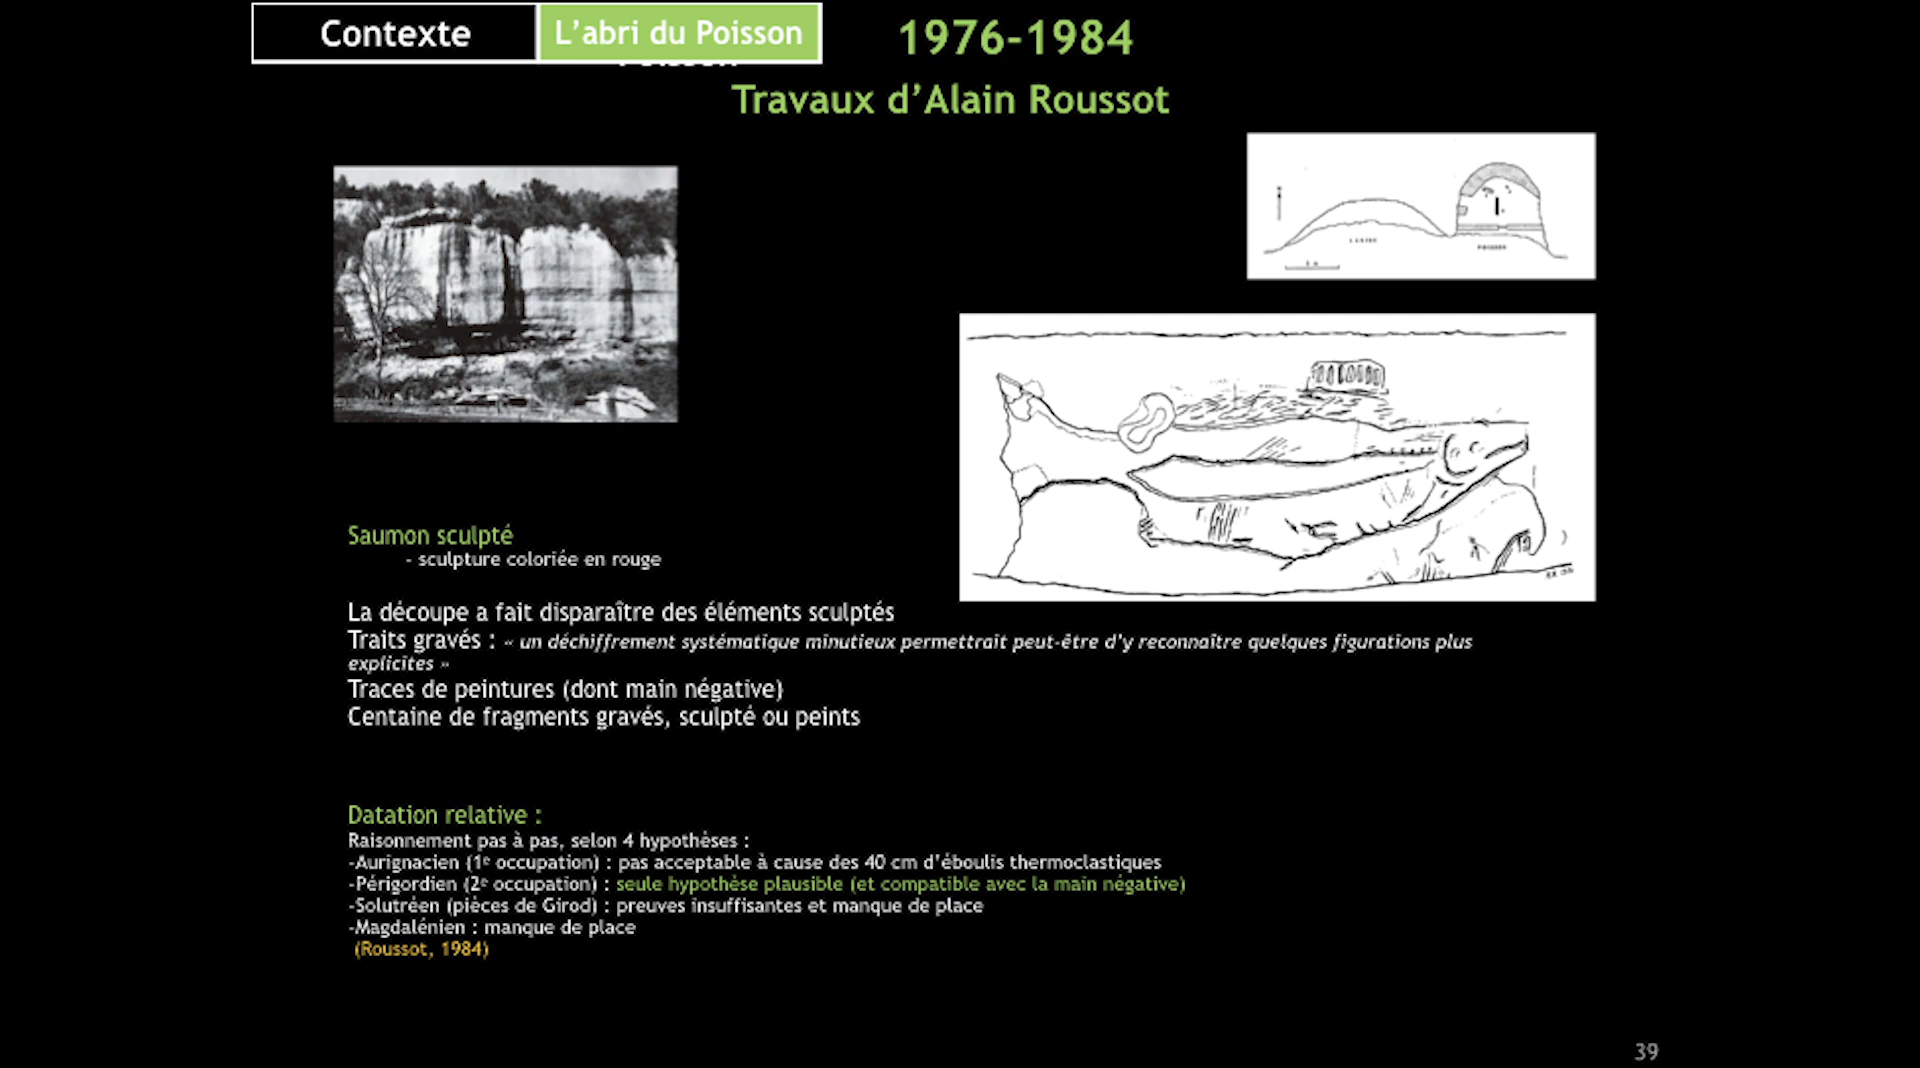 Contexte
L'abri du Poisson
1976-1984
Travaux d'Alain Roussot
Saumon sculpté
- sculpture coloriée en rouge
La découpe a fait disparaître des éléments sculptés
Traits gravés : « un déchiffrement systématique minutieux permettrait peut-être d'y reconnaître quelques figurations plus
explicites »
Traces de peintures (dont main négative)
Centaine de fragments gravés, sculpté ou peints
Datation relative :
Raisonnement pas à pas, selon 4 hypothèses :
-Aurignacien (1e occupation) : pas acceptable à cause des 40 cm d'éboulis thermoclastiques
-Périgordien (2e occupation) : seule hypothèse plausible (et compatible avec la main négative)
-Solutréen (pièces de Girod) : preuves insuffisantes et manque de place
-Magdalénien : manque de place
(Roussot, 1984)
39